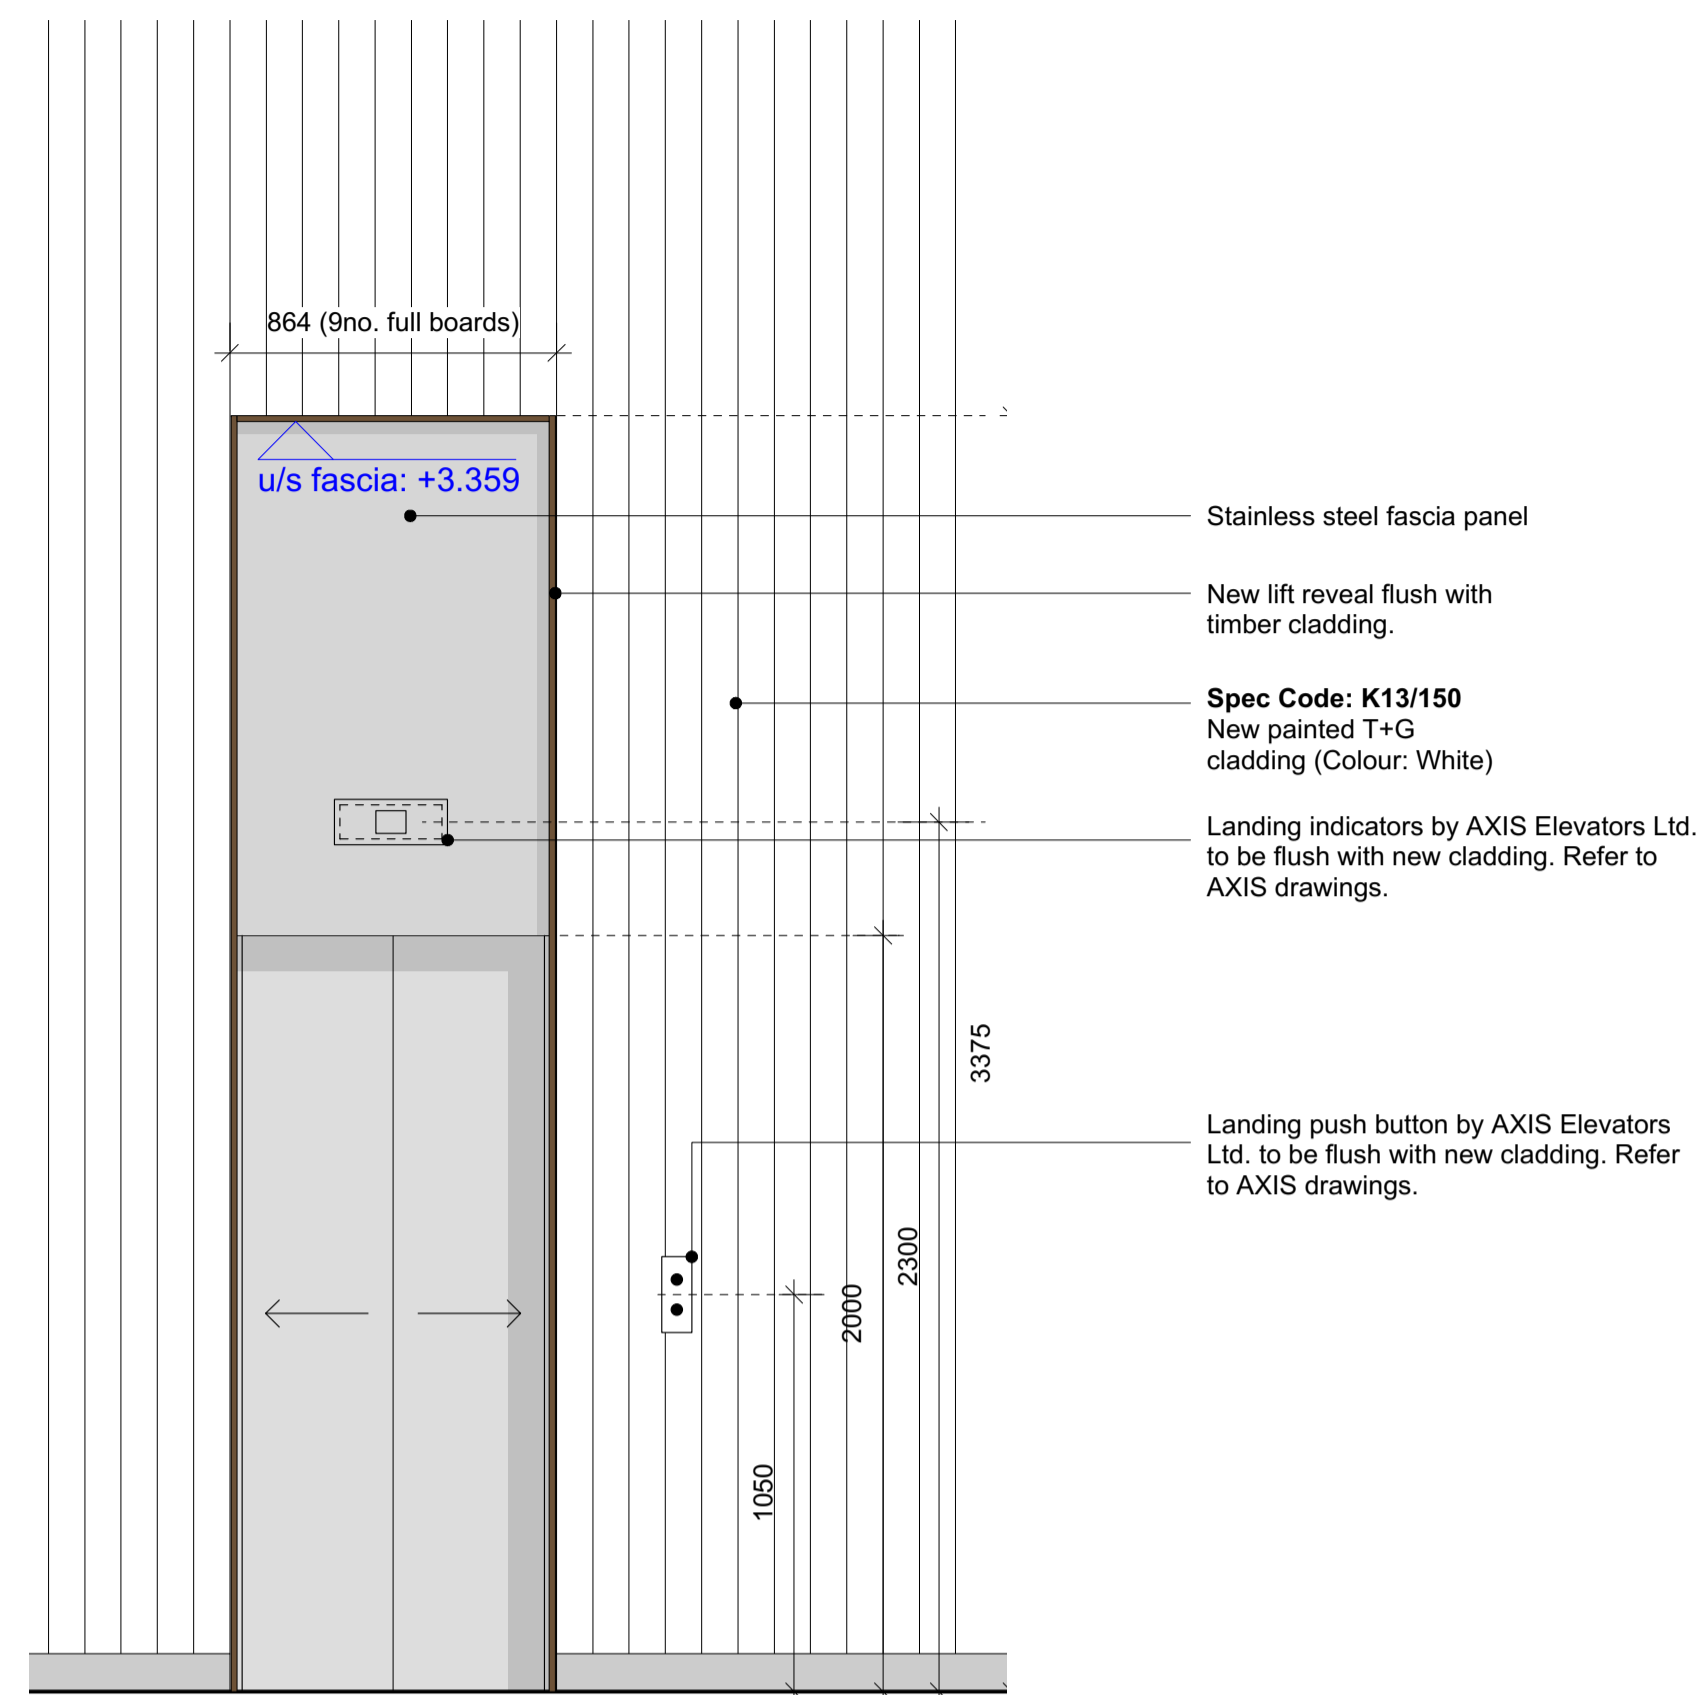 864 (9no. full boards)
u/s fascia: +3.359
Stainless steel fascia panel
New lift reveal flush with
timber cladding.
Spec Code: K13/150
New painted T+G
cladding (Colour: White)
Landing indicators by AXIS Elevators Ltd.
to be flush with new cladding. Refer to
AXIS drawings.
3375
Landing push button by AXIS Elevators
Ltd. to be flush with new cladding. Refer
to AXIS drawings.
2300
2000
1050